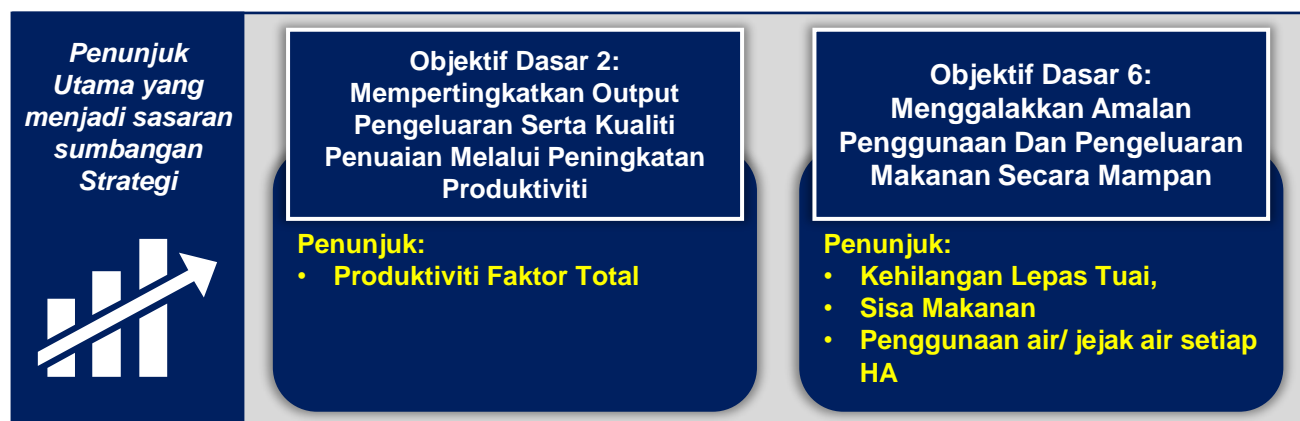 Penunjuk
Utama yang
menjadi sasaran
sumbangan
Strategi
Objektif Dasar 2:
Mempertingkatkan Output
Pengeluaran Serta Kualiti
Penuaian Melalui Peningkatan
Produktiviti
Penunjuk:
• Produktiviti Faktor Total
Objektif Dasar 6:
Menggalakkan Amalan
Penggunaan Dan Pengeluaran
Makanan Secara Mampan
Penunjuk:
• Kehilangan Lepas Tuai,
• Sisa Makanan
• Penggunaan air/ jejak air setiap
HA